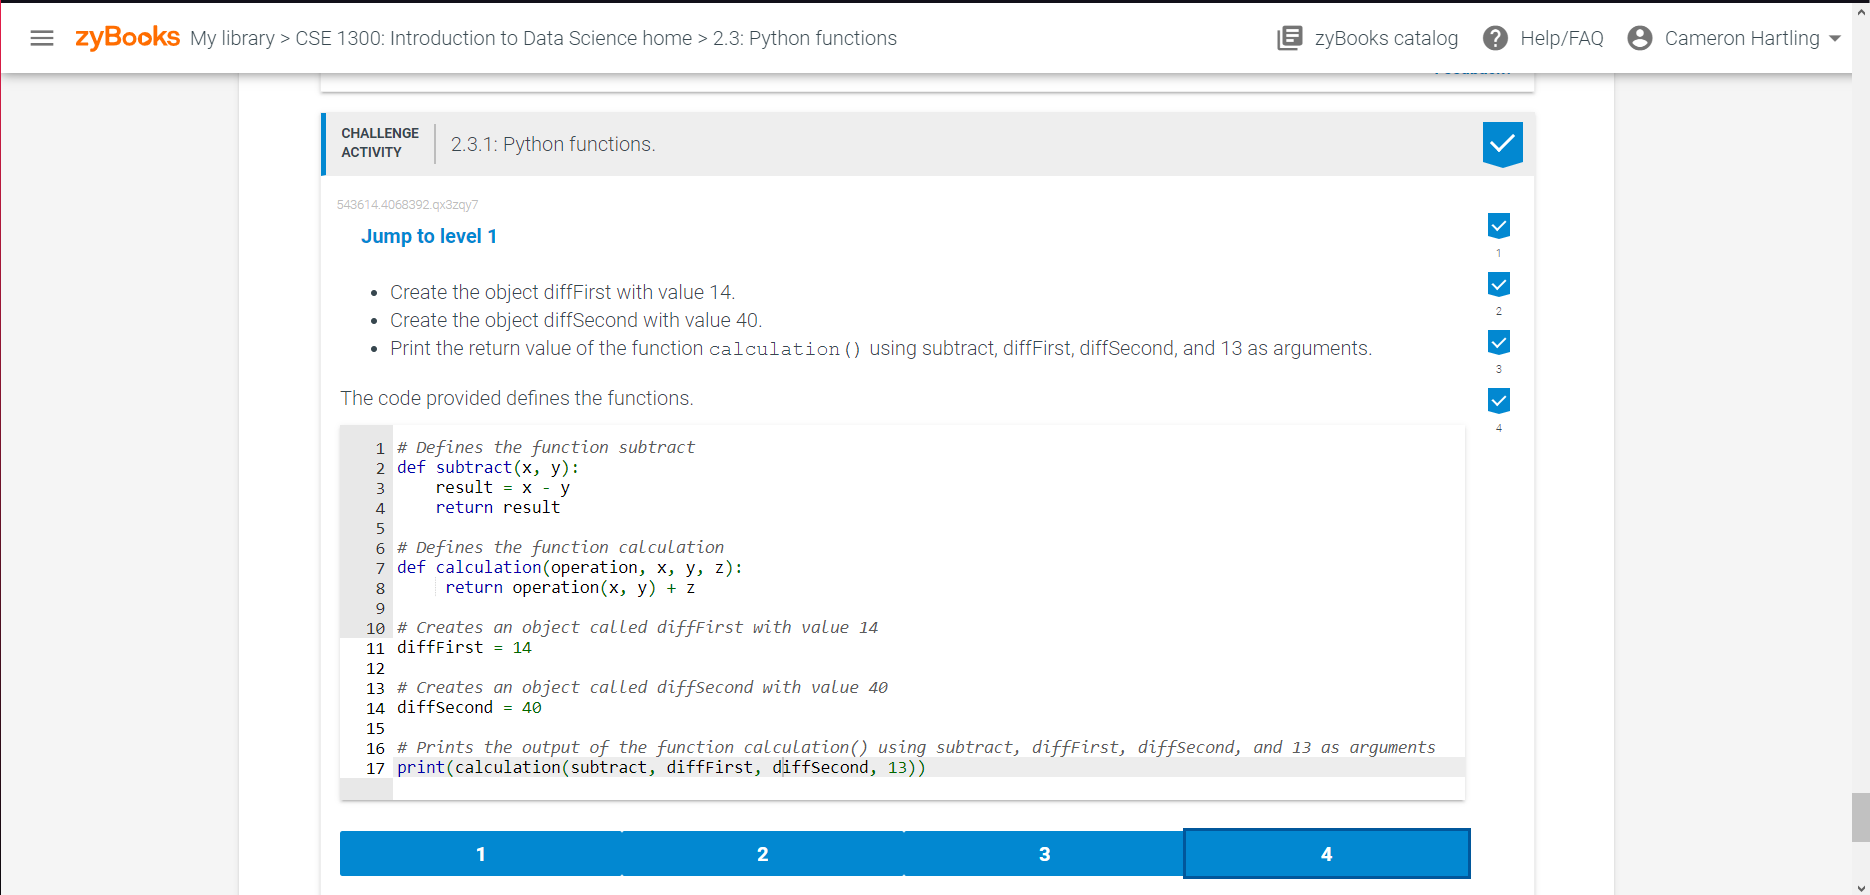 zyBooks My library > CSE 1300: Introduction to Data Science home > 2.3: Python functions zyBooks catalog ? Help/FAQ Cameron Hartling
CHALLENGE ACTIVITY 2.3.1: Python functions.
543614.4068392.qx3zqy7
Jump to level 1
1
• Create the object diffFirst with value 14.
2
• Create the object diffSecond with value 40.
• Print the return value of the function calculation() using subtract, diffFirst, diffSecond, and 13 as arguments.
3
The code provided defines the functions.
4
1 # Defines the function subtract
2 def subtract(x, y):
3     result = x - y
4     return result
5
6 # Defines the function calculation
7 def calculation(operation, x, y, z):
8      return operation(x, y) + z
9
10 # Creates an object called diffFirst with value 14
11 diffFirst = 14
12
13 # Creates an object called diffSecond with value 40
14 diffSecond = 40
15
16 # Prints the output of the function calculation() using subtract, diffFirst, diffSecond, and 13 as arguments
17 print(calculation(subtract, diffFirst, diffSecond, 13))
1 2 3 4